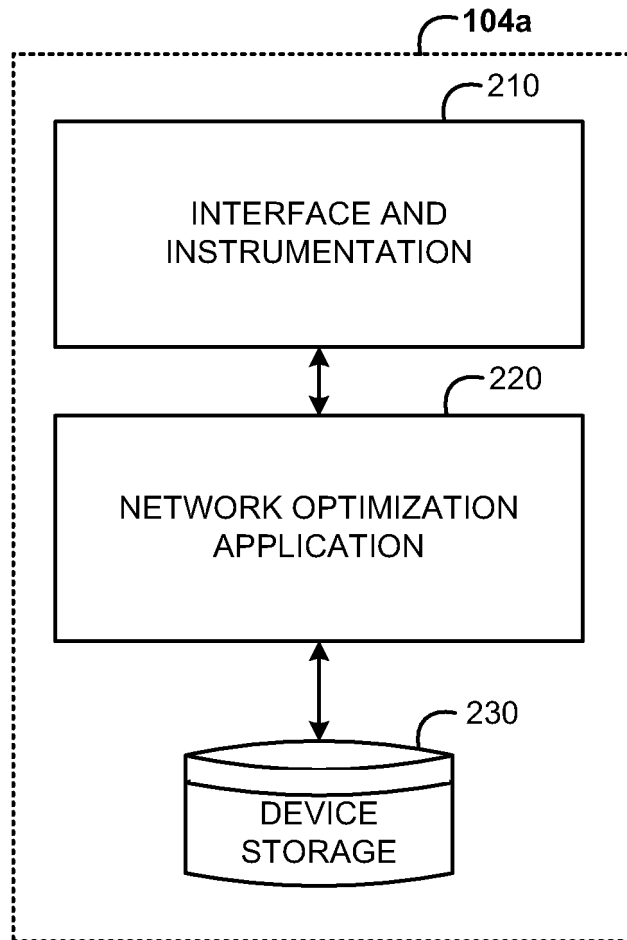 104a
210
INTERFACE AND
INSTRUMENTATION
220
NETWORK OPTIMIZATION
APPLICATION
230
DEVICE
STORAGE